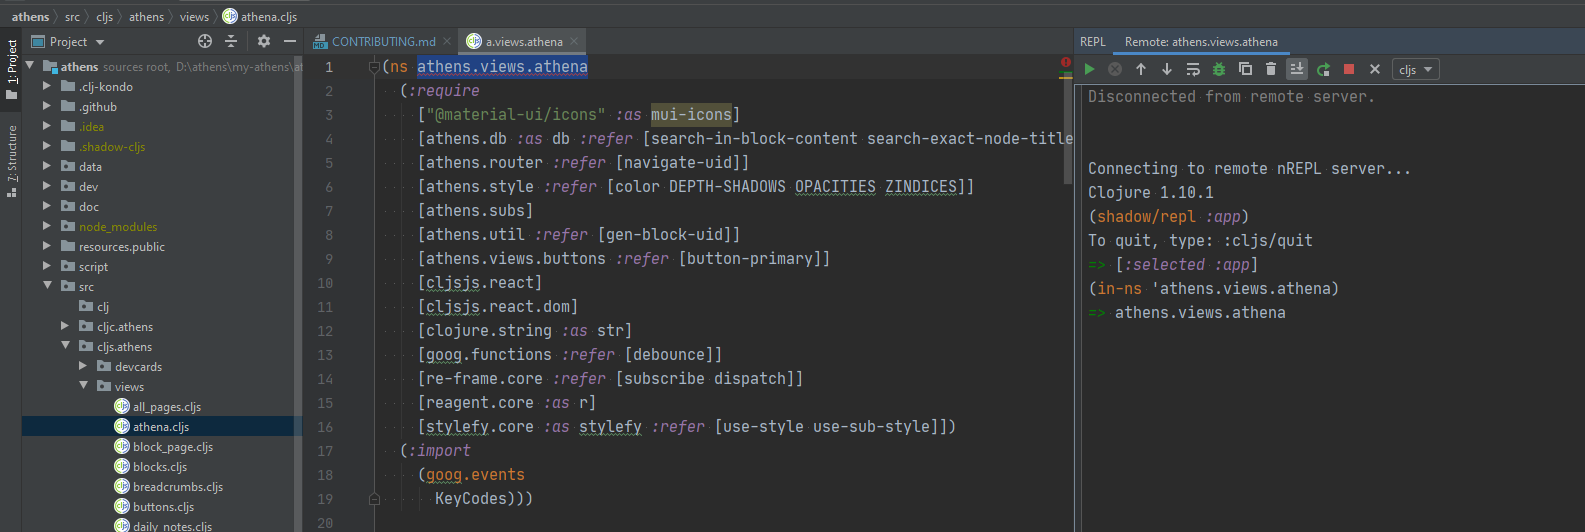 athens
src
cljs
athens
views
athena.cljs
1: Project
7: Structure
Project
athens sources root, D:\athens\my-athens\at
.clj-kondo
.github
.idea
.shadow-cljs
data
dev
doc
node_modules
resources.public
script
src
clj
cljc.athens
cljs.athens
devcards
views
all_pages.cljs
athena.cljs
block_page.cljs
blocks.cljs
breadcrumbs.cljs
buttons.cljs
daily_notes.cljs
CONTRIBUTING.md
a.views.athena
1 (ns athens.views.athena
2 (:require
3 ["@material-ui/icons" :as mui-icons]
4 [athens.db :as db :refer [search-in-block-content search-exact-node-title
5 [athens.router :refer [navigate-uid]]
6 [athens.style :refer [color DEPTH-SHADOWS OPACITIES ZINDICES]]
7 [athens.subs]
8 [athens.util :refer [gen-block-uid]]
9 [athens.views.buttons :refer [button-primary]]
10 [cljsjs.react]
11 [cljsjs.react.dom]
12 [clojure.string :as str]
13 [goog.functions :refer [debounce]]
14 [re-frame.core :refer [subscribe dispatch]]
15 [reagent.core :as r]
16 [stylefy.core :as stylefy :refer [use-style use-sub-style]])
17 (:import
18 (goog.events
19 KeyCodes)))
20
REPL
Remote: athens.views.athena
cljs
Disconnected from remote server.
Connecting to remote nREPL server...
Clojure 1.10.1
(shadow/repl :app)
To quit, type: :cljs/quit
=> [:selected :app]
(in-ns 'athens.views.athena)
=> athens.views.athena